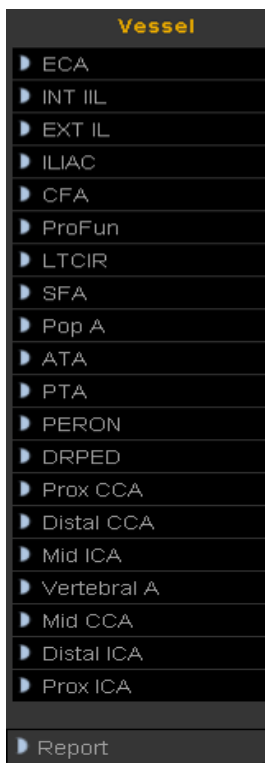 Vessel
ECA
INT IIL
EXT IL
ILIAC
CFA
ProFun
LTCIR
SFA
Pop A
ATA
PTA
PERON
DRPED
Prox CCA
Distal CCA
Mid ICA
Vertebral A
Mid CCA
Distal ICA
Prox ICA
Report